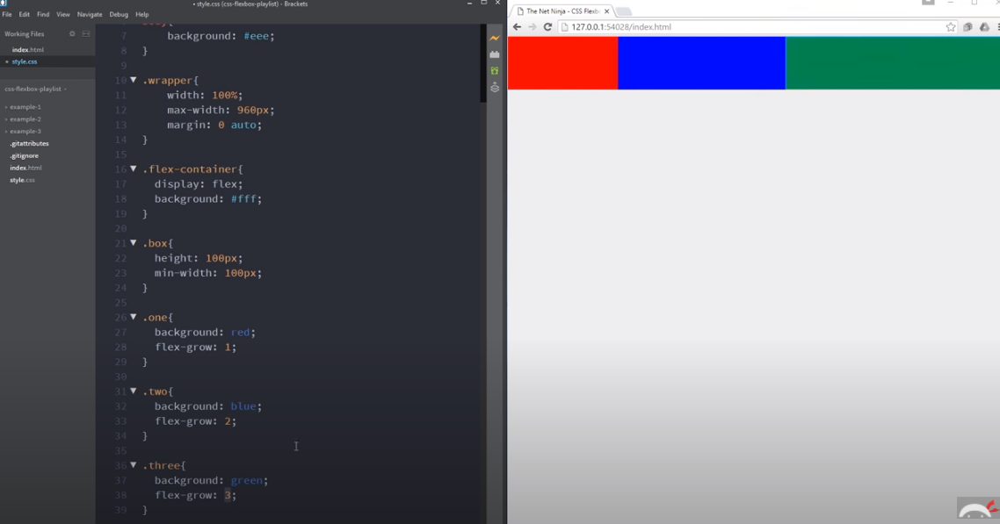 • style.css (css-flexbox-playlist) - Brackets
File Edit Find View Navigate Debug Help
Working Files
index.html
• style.css
css-flexbox-playlist
example-1
example-2
example-3
.gitattributes
.gitignore
index.html
style.css
7 background: #eee;
8 }
9
10 .wrapper{
11 width: 100%;
12 max-width: 960px;
13 margin: 0 auto;
14 }
15
16 .flex-container{
17 display: flex;
18 background: #fff;
19 }
20
21 .box{
22 height: 100px;
23 min-width: 100px;
24 }
25
26 .one{
27 background: red;
28 flex-grow: 1;
29 }
30
31 .two{
32 background: blue;
33 flex-grow: 2;
34 }
35
36 .three{
37 background: green;
38 flex-grow: 3;
39 }
The Net Ninja - CSS Flexb
127.0.0.1:54028/index.html